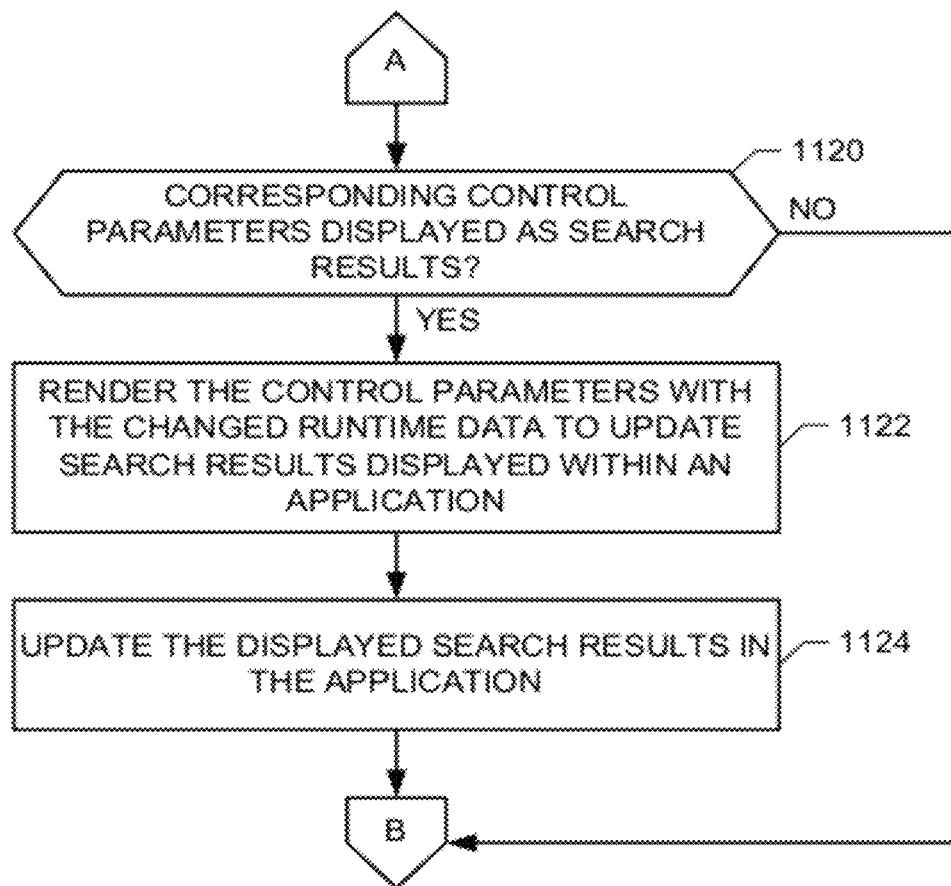 A
1120
CORRESPONDING CONTROL
PARAMETERS DISPLAYED AS SEARCH
RESULTS?
NO
YES
RENDER THE CONTROL PARAMETERS WITH
THE CHANGED RUNTIME DATA TO UPDATE
SEARCH RESULTS DISPLAYED WITHIN AN
APPLICATION
1122
UPDATE THE DISPLAYED SEARCH RESULTS IN
THE APPLICATION
1124
B